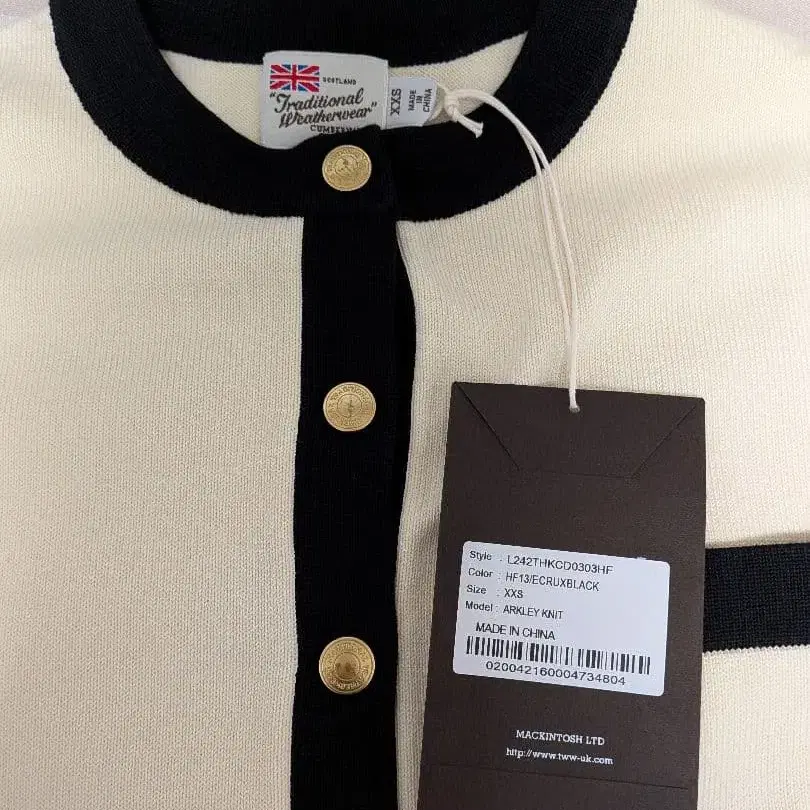 SCOTLAND
"Traditional
Weatherwear"
XXS
MADE
IN
CHINA
Style : L242THKCD0303HF
Color : HF13/ECRUXBLACK
Size : XXS
Model : ARKLEY KNIT
MADE IN CHINA
020042160004734804
MACKINTOSH LTD
http://www.tww-uk.com